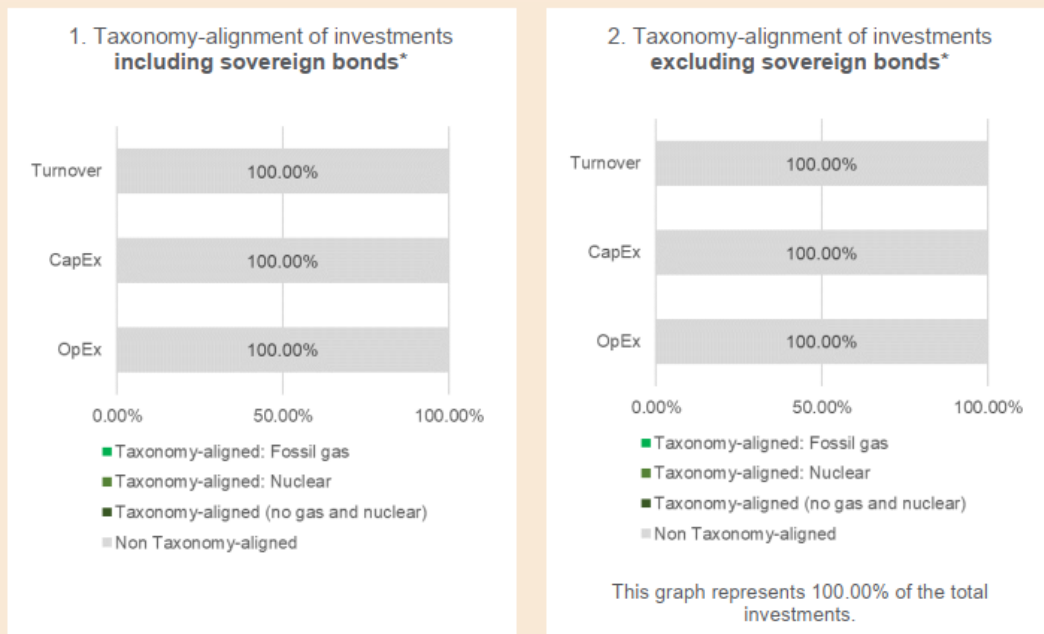 1. Taxonomy-alignment of investments
including sovereign bonds*
Turnover
100.00%
CapEx
100.00%
OpEx
100.00%
0.00% 50.00% 100.00%
Taxonomy-aligned: Fossil gas
Taxonomy-aligned: Nuclear
Taxonomy-aligned (no gas and nuclear)
Non Taxonomy-aligned
2. Taxonomy-alignment of investments
excluding sovereign bonds*
Turnover
100.00%
CapEx
100.00%
OpEx
100.00%
0.00% 50.00% 100.00%
Taxonomy-aligned: Fossil gas
Taxonomy-aligned: Nuclear
Taxonomy-aligned (no gas and nuclear)
Non Taxonomy-aligned
This graph represents 100.00% of the total
investments.